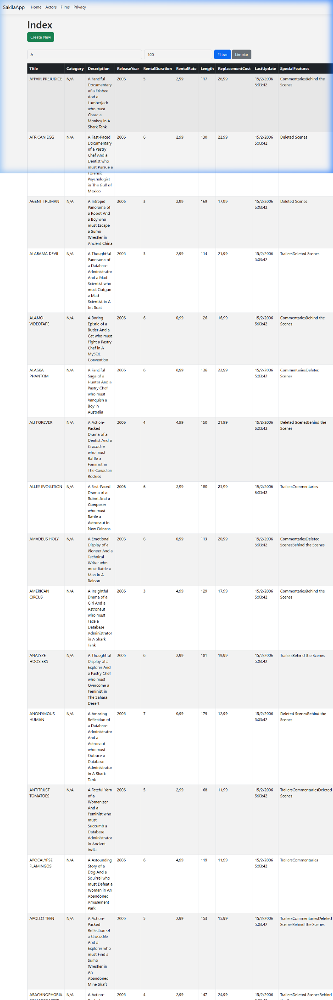 SakilaApp Home Actors Films Privacy
Index
Create New
A 100 Filtrar Limpiar
Title Category Description ReleaseYear RentalDuration RentalRate Length ReplacementCost LastUpdate SpecialFeatures
AFFAIR PREJUDICE N/A A Fanciful 2006 5 2,99 117 26,99 15/2/2006 CommentariesBehind the
Documentary 5:03:42 Scenes
of a Frisbee
And a
Lumberjack
who must
Chase a
Monkey in A
Shark Tank
AFRICAN EGG N/A A Fast-Paced 2006 6 2,99 130 22,99 15/2/2006 Deleted Scenes
Documentary 5:03:42
of a Pastry
Chef And a
Dentist who
must Pursue a
Forensic
Psychologist
in The Gulf of
Mexico
AGENT TRUMAN N/A A Intrepid 2006 3 2,99 169 17,99 15/2/2006 Deleted Scenes
Panorama of 5:03:42
a Robot And
a Boy who
must Escape
a Sumo
Wrestler in
Ancient China
ALABAMA DEVIL N/A A Thoughtful 2006 3 2,99 114 21,99 15/2/2006 TrailersDeleted Scenes
Panorama of 5:03:42
a Database
Administrator
And a Mad
Scientist who
must Outgun
a Mad
Scientist in A
Jet Boat
ALAMO N/A A Boring 2006 6 0,99 126 16,99 15/2/2006 CommentariesBehind the
VIDEOTAPE Epistle of a 5:03:42 Scenes
Butler And a
Cat who must
Fight a Pastry
Chef in A
MySQL
Convention
ALASKA N/A A Fanciful 2006 6 0,99 136 22,99 15/2/2006 CommentariesDeleted
PHANTOM Saga of a 5:03:42 Scenes
Hunter And a
Pastry Chef
who must
Vanquish a
Boy in
Australia
ALI FOREVER N/A A Action- 2006 4 4,99 150 21,99 15/2/2006 Deleted ScenesBehind the
Packed 5:03:42 Scenes
Drama of a
Dentist And a
Crocodile
who must
Battle a
Feminist in
The Canadian
Rockies
ALLEY EVOLUTION N/A A Fast-Paced 2006 6 2,99 180 23,99 15/2/2006 TrailersCommentaries
Drama of a 5:03:42
Robot And a
Composer
who must
Battle a
Astronaut in
New Orleans
AMADEUS HOLY N/A A Emotional 2006 6 0,99 113 20,99 15/2/2006 CommentariesDeleted
Display of a 5:03:42 ScenesBehind the Scenes
Pioneer And a
Technical
Writer who
must Battle a
Man in A
Baloon
AMERICAN N/A A Insightful 2006 3 4,99 129 17,99 15/2/2006 CommentariesBehind the
CIRCUS Drama of a 5:03:42 Scenes
Girl And a
Astronaut
who must
Face a
Database
Administrator
in A Shark
Tank
ANALYZE N/A A Thoughtful 2006 6 2,99 181 19,99 15/2/2006 TrailersBehind the Scenes
HOOSIERS Display of a 5:03:42
Explorer And
a Pastry Chef
who must
Overcome a
Feminist in
The Sahara
Desert
ANONYMOUS N/A A Amazing 2006 7 0,99 179 12,99 15/2/2006 Deleted ScenesBehind the
HUMAN Reflection of 5:03:42 Scenes
a Database
Administrator
And a
Astronaut
who must
Outrace a
Database
Administrator
in A Shark
Tank
ANTITRUST N/A A Fateful Yarn 2006 5 2,99 168 11,99 15/2/2006 TrailersCommentariesDeleted
TOMATOES of a 5:03:42 Scenes
Womanizer
And a
Feminist who
must
Succumb a
Database
Administrator
in Ancient
India
APOCALYPSE N/A A Astounding 2006 6 4,99 119 11,99 15/2/2006 TrailersCommentaries
FLAMINGOS Story of a 5:03:42
Dog And a
Squirrel who
must Defeat a
Woman in An
Abandoned
Amusement
Park
APOLLO TEEN N/A A Action- 2006 5 2,99 153 15,99 15/2/2006 TrailersCommentariesDeleted
Packed 5:03:42 ScenesBehind the Scenes
Reflection of
a Crocodile
And a
Explorer who
must Find a
Sumo
Wrestler in
An
Abandoned
Mine Shaft
ARACHNOPHOBIA N/A A Action- 2006 4 2,99 147 24,99 15/2/2006 TrailersDeleted ScenesBehind